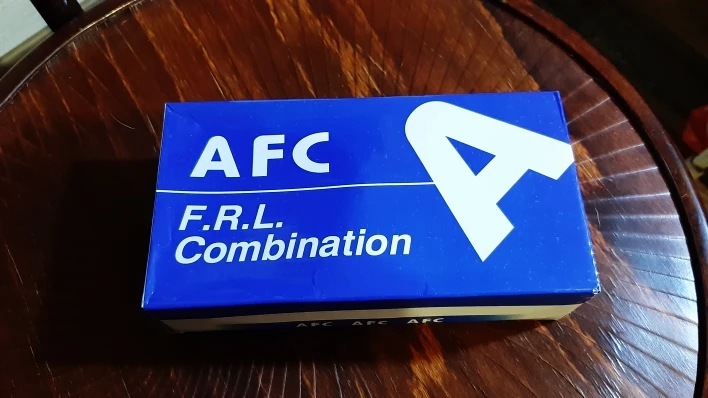 AFC
A
F.R.L.
Combination
AFC AFC AFC